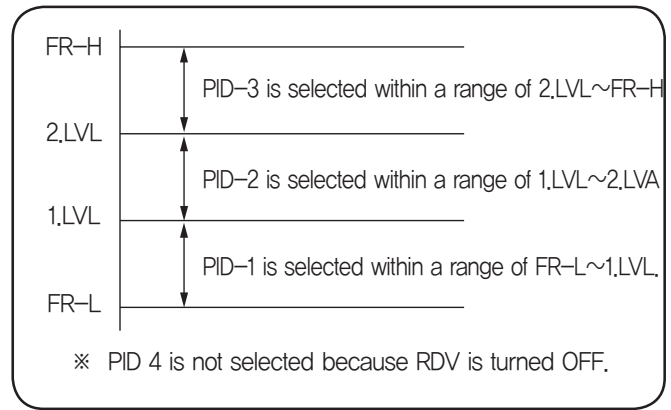 FR-H
PID-3 is selected within a range of 2.LVL~FR-H
2.LVL
PID-2 is selected within a range of 1.LVL~2.LVA
1.LVL
PID-1 is selected within a range of FR-L~1.LVL.
FR-L
※ PID 4 is not selected because RDV is turned OFF.